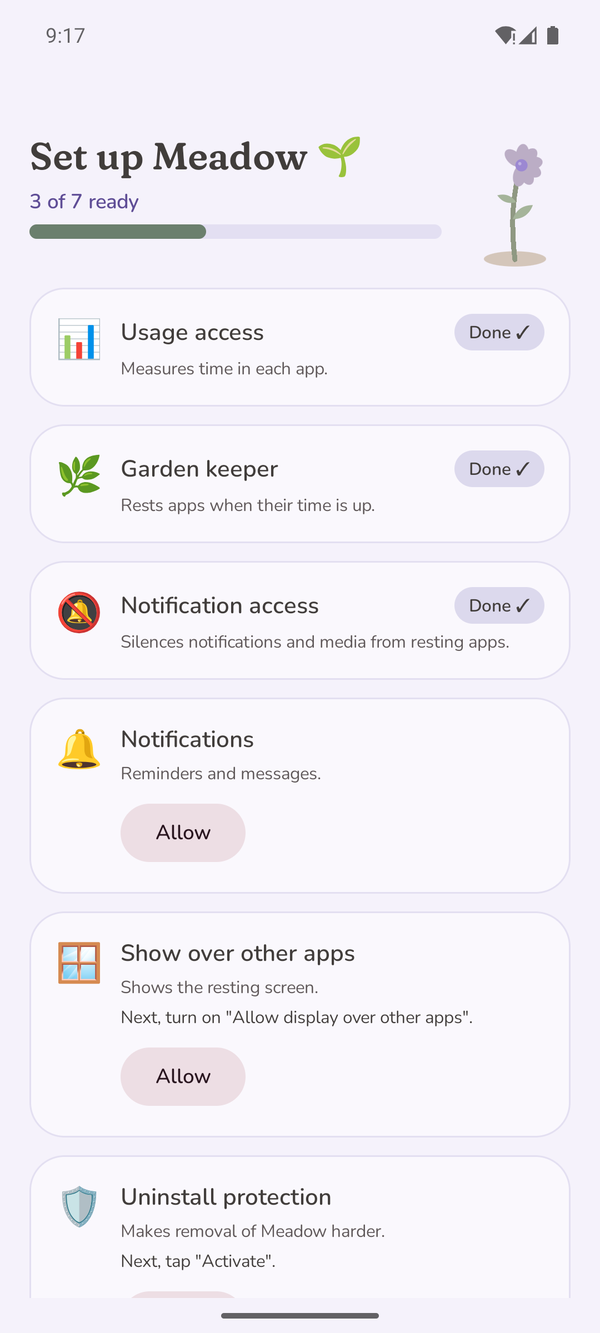 9:17
Set up Meadow 🌱
3 of 7 ready
Usage access
Done ✓
Measures time in each app.
Garden keeper
Done ✓
Rests apps when their time is up.
Notification access
Done ✓
Silences notifications and media from resting apps.
Notifications
Reminders and messages.
Allow
Show over other apps
Shows the resting screen.
Next, turn on "Allow display over other apps".
Allow
Uninstall protection
Makes removal of Meadow harder.
Next, tap "Activate".